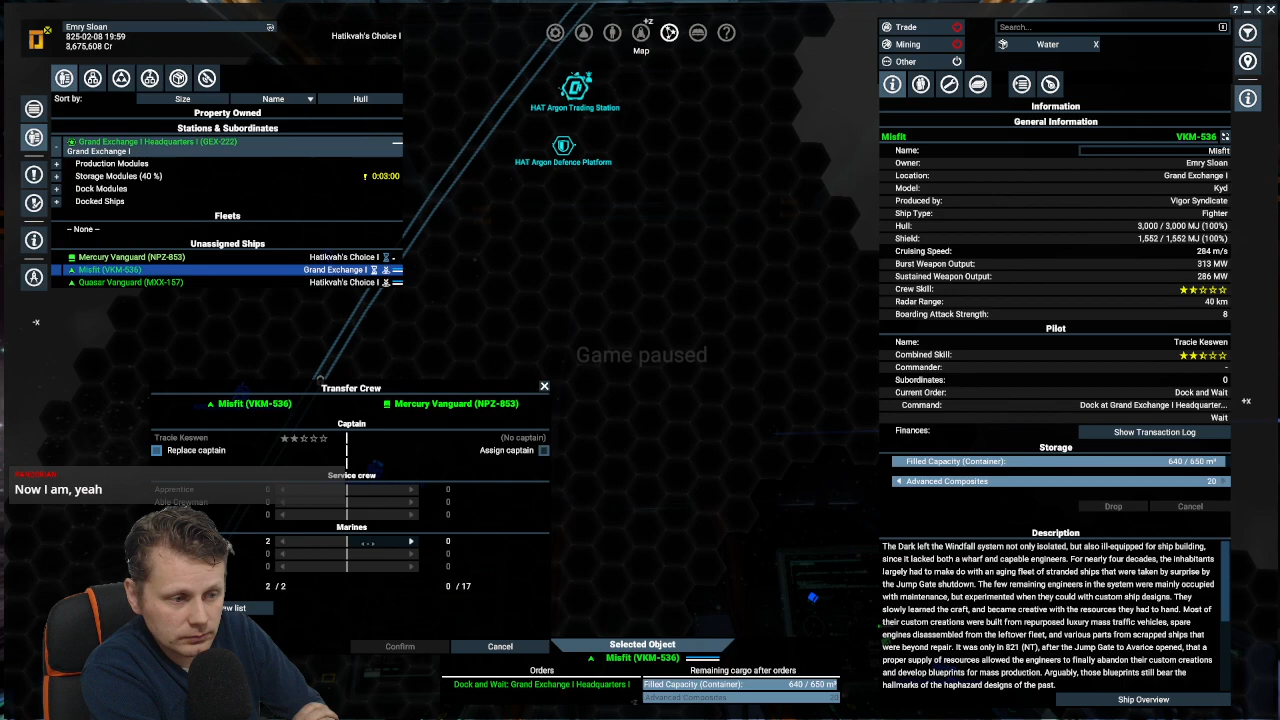 Emry Sloan
825-02-08 19:59
3,675,608 Cr
Hatikvah's Choice I
+z
Map
HAT Argon Trading Station
HAT Argon Defence Platform
Sort by:
Size
Name
Hull
Property Owned
Stations & Subordinates
- Grand Exchange I Headquarters I (GEX-222)
Grand Exchange I
+ Production Modules
+ Storage Modules (40 %)
! 0:03:00
+ Dock Modules
+ Docked Ships
Fleets
-- None --
Unassigned Ships
Mercury Vanguard (NPZ-853)
Hatikvah's Choice I
Misfit (VKM-536)
Grand Exchange I
Quasar Vanguard (MXX-157)
Hatikvah's Choice I
-x
Game paused
+x
Transfer Crew
Misfit (VKM-536)
Mercury Vanguard (NPZ-853)
Captain
Tracie Keswen
(No captain)
Replace captain
Assign captain
Service crew
Now I am, yeah
Apprentice
0
0
Able Crewman
0
0
0
0
Marines
2
0
0
0
0
0
2 / 2
0 / 17
Confirm
Cancel
Selected Object
Misfit (VKM-536)
Orders
Remaining cargo after orders
Dock and Wait: Grand Exchange I Headquarters I
Filled Capacity (Container):
640 / 650 m³
Advanced Composites
20
-z
Trade
Mining
Other
Search...
Water
X
Information
General Information
Misfit
VKM-536
Name:
Misfit
Owner:
Emry Sloan
Location:
Grand Exchange I
Model:
Kyd
Produced by:
Vigor Syndicate
Ship Type:
Fighter
Hull:
3,000 / 3,000 MJ (100%)
Shield:
1,552 / 1,552 MJ (100%)
Cruising Speed:
284 m/s
Burst Weapon Output:
313 MW
Sustained Weapon Output:
286 MW
Crew Skill:
Radar Range:
40 km
Boarding Attack Strength:
8
Pilot
Name:
Tracie Keswen
Combined Skill:
Commander:
-
Subordinates:
0
Current Order:
Dock and Wait
Command:
Dock at Grand Exchange I Headquarter...
Wait
Finances:
Show Transaction Log
Storage
Filled Capacity (Container):
640 / 650 m³
Advanced Composites
20
Drop
Cancel
Description
The Dark left the Windfall system not only isolated, but also ill-equipped for ship building,
since it lacked both a wharf and capable engineers. For nearly four decades, the inhabitants
largely had to make do with an aging fleet of stranded ships that were taken by surprise by
the Jump Gate shutdown. The few remaining engineers in the system were mainly occupied
with maintenance, but experimented when they could with custom ship designs. They
slowly learned the craft, and became creative with the resources they had to hand. Most of
their custom creations were built from repurposed luxury mass traffic vehicles, spare
engines disassembled from the leftover fleet, and various parts from scrapped ships that
were beyond repair. It was only in 821 (NT), after the Jump Gate to Avarice opened, that a
proper supply of resources allowed the engineers to finally abandon their custom creations
and develop blueprints for mass production. Arguably, those blueprints still bear the
hallmarks of the haphazard designs of the past.
Ship Overview